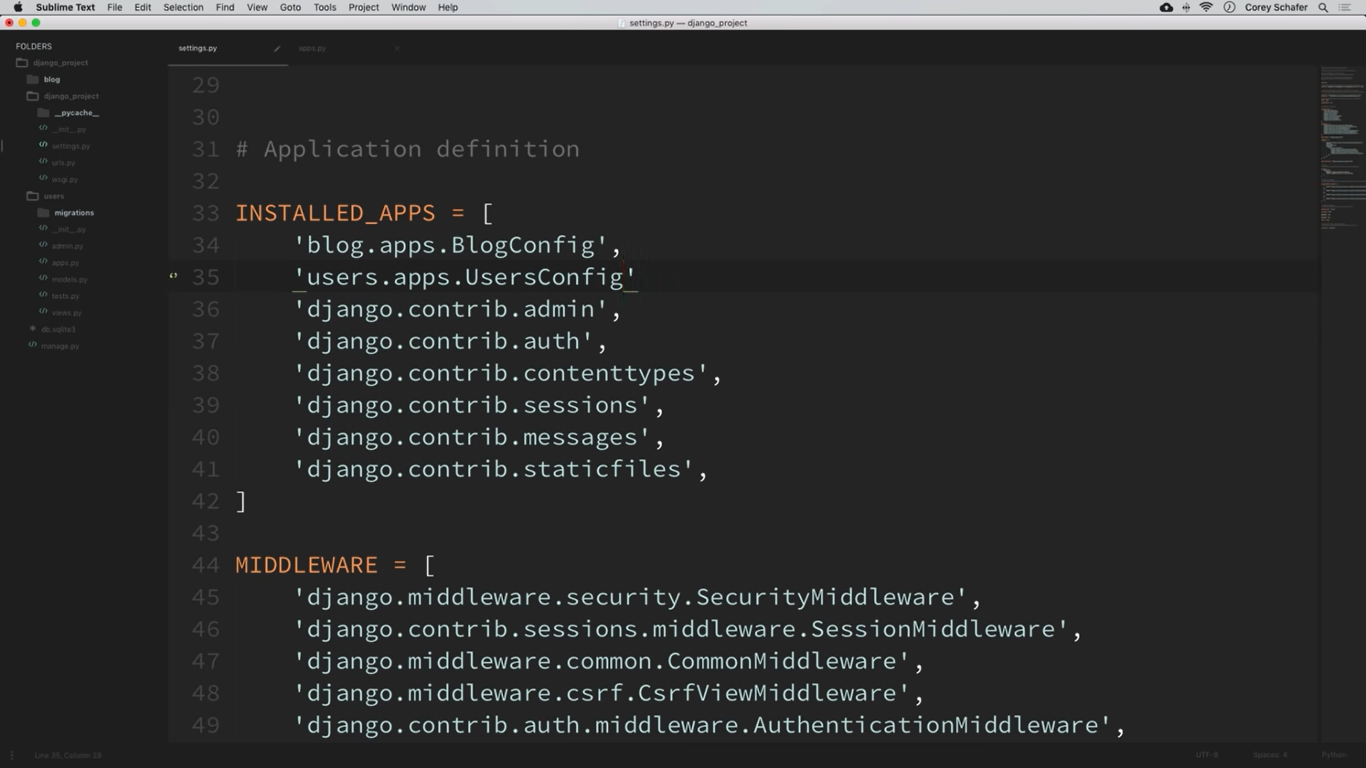 Sublime Text File Edit Selection Find View Goto Tools Project Window Help Corey Schafer
settings.py — django_project
FOLDERS
django_project
blog
django_project
__pycache__
__init__.py
settings.py
urls.py
wsgi.py
users
migrations
__init__.py
admin.py
apps.py
models.py
tests.py
views.py
db.sqlite3
manage.py
settings.py apps.py
29
30
31 # Application definition
32
33 INSTALLED_APPS = [
34 'blog.apps.BlogConfig',
35 'users.apps.UsersConfig'
36 'django.contrib.admin',
37 'django.contrib.auth',
38 'django.contrib.contenttypes',
39 'django.contrib.sessions',
40 'django.contrib.messages',
41 'django.contrib.staticfiles',
42 ]
43
44 MIDDLEWARE = [
45 'django.middleware.security.SecurityMiddleware',
46 'django.contrib.sessions.middleware.SessionMiddleware',
47 'django.middleware.common.CommonMiddleware',
48 'django.middleware.csrf.CsrfViewMiddleware',
49 'django.contrib.auth.middleware.AuthenticationMiddleware',
Line 35, Column 28 UTF-8 Spaces: 4 Python